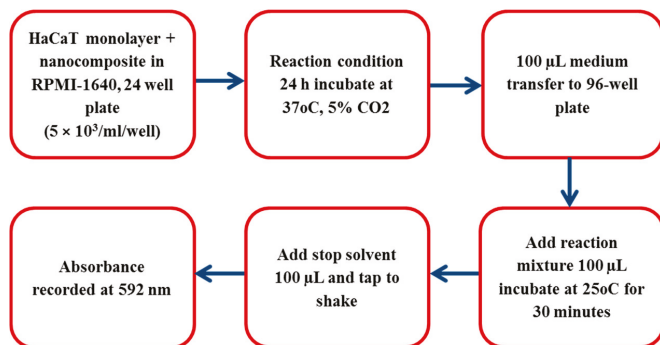 HaCaT monolayer +
nanocomposite in
RPMI-1640, 24 well
plate
(5 × 10³/ml/well)
Reaction condition
24 h incubate at
37oC, 5% CO2
100 µL medium
transfer to 96-well
plate
Add reaction
mixture 100 µL
incubate at 25oC for
30 minutes
Add stop solvent
100 µL and tap to
shake
Absorbance
recorded at 592 nm